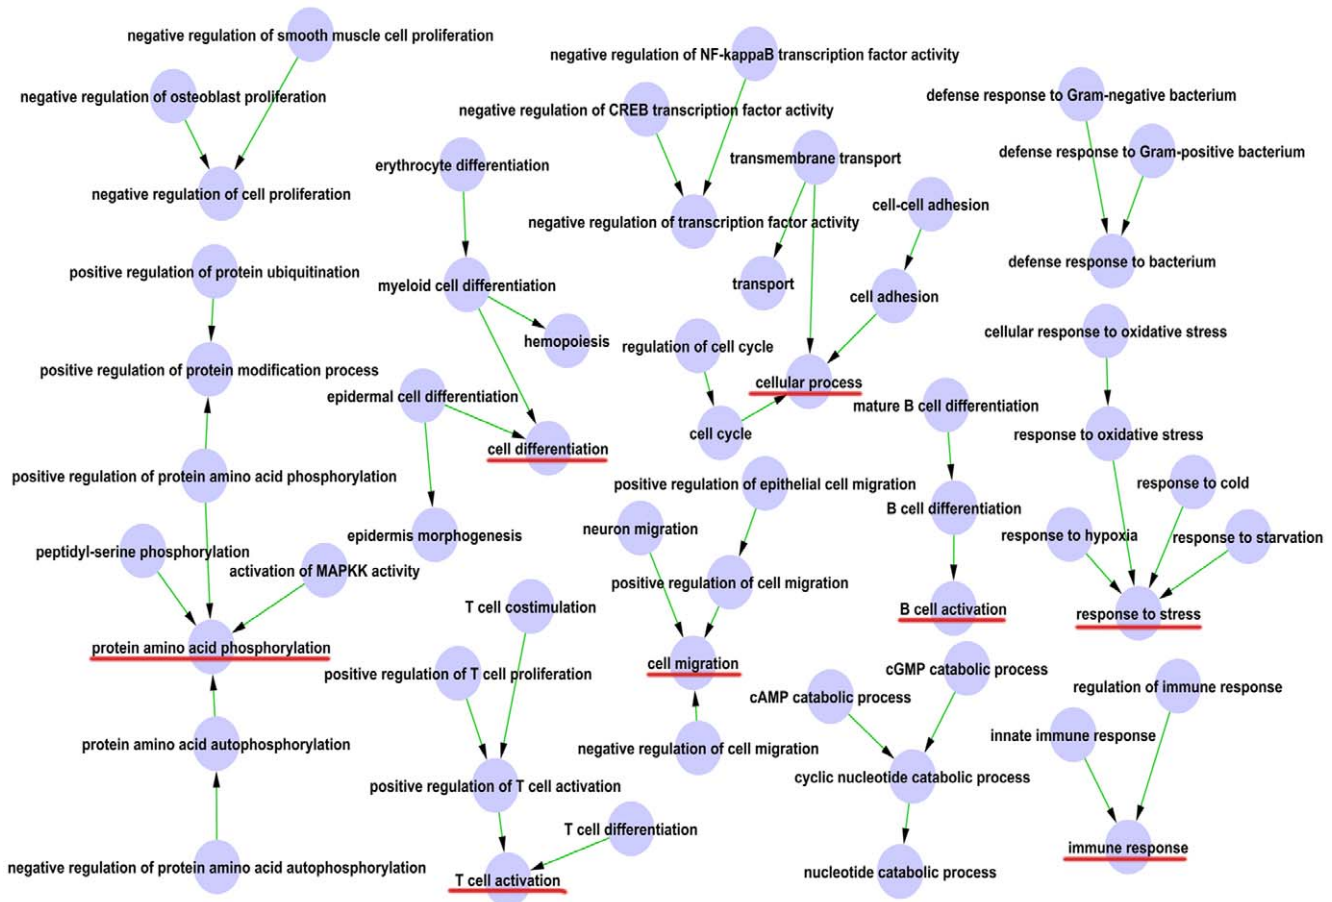 negative regulation of smooth muscle cell proliferation
negative regulation of osteoblast proliferation
negative regulation of cell proliferation
positive regulation of protein ubiquitination
positive regulation of protein modification process
positive regulation of protein amino acid phosphorylation
peptidyl-serine phosphorylation
activation of MAPKK activity
protein amino acid phosphorylation
protein amino acid autophosphorylation
negative regulation of protein amino acid autophosphorylation
erythrocyte differentiation
myeloid cell differentiation
hemopoiesis
epidermal cell differentiation
cell differentiation
epidermis morphogenesis
T cell costimulation
positive regulation of T cell proliferation
positive regulation of T cell activation
T cell differentiation
T cell activation
negative regulation of NF-kappaB transcription factor activity
negative regulation of CREB transcription factor activity
negative regulation of transcription factor activity
transmembrane transport
transport
cell-cell adhesion
cell adhesion
regulation of cell cycle
cellular process
cell cycle
positive regulation of epithelial cell migration
neuron migration
positive regulation of cell migration
cell migration
negative regulation of cell migration
mature B cell differentiation
B cell differentiation
B cell activation
cGMP catabolic process
cAMP catabolic process
cyclic nucleotide catabolic process
nucleotide catabolic process
defense response to Gram-negative bacterium
defense response to Gram-positive bacterium
defense response to bacterium
cellular response to oxidative stress
response to oxidative stress
response to cold
response to hypoxia
response to starvation
response to stress
regulation of immune response
innate immune response
immune response